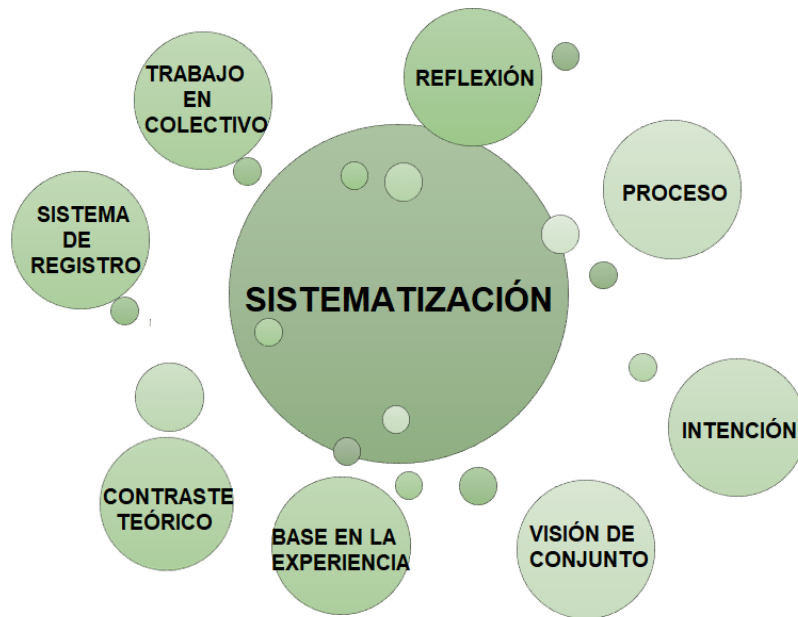 TRABAJO
EN
COLECTIVO
REFLEXIÓN
PROCESO
SISTEMA
DE
REGISTRO
SISTEMATIZACIÓN
INTENCIÓN
CONTRASTE
TEÓRICO
BASE EN LA
EXPERIENCIA
VISIÓN DE
CONJUNTO